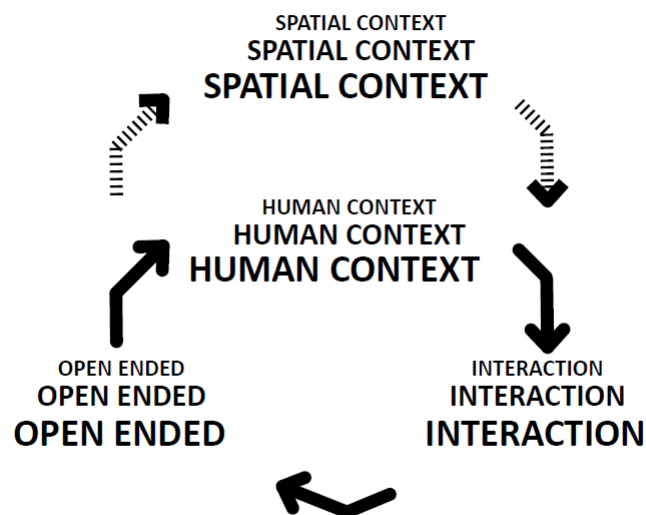 SPATIAL CONTEXT
SPATIAL CONTEXT
SPATIAL CONTEXT
HUMAN CONTEXT
HUMAN CONTEXT
HUMAN CONTEXT
OPEN ENDED
OPEN ENDED
OPEN ENDED
INTERACTION
INTERACTION
INTERACTION